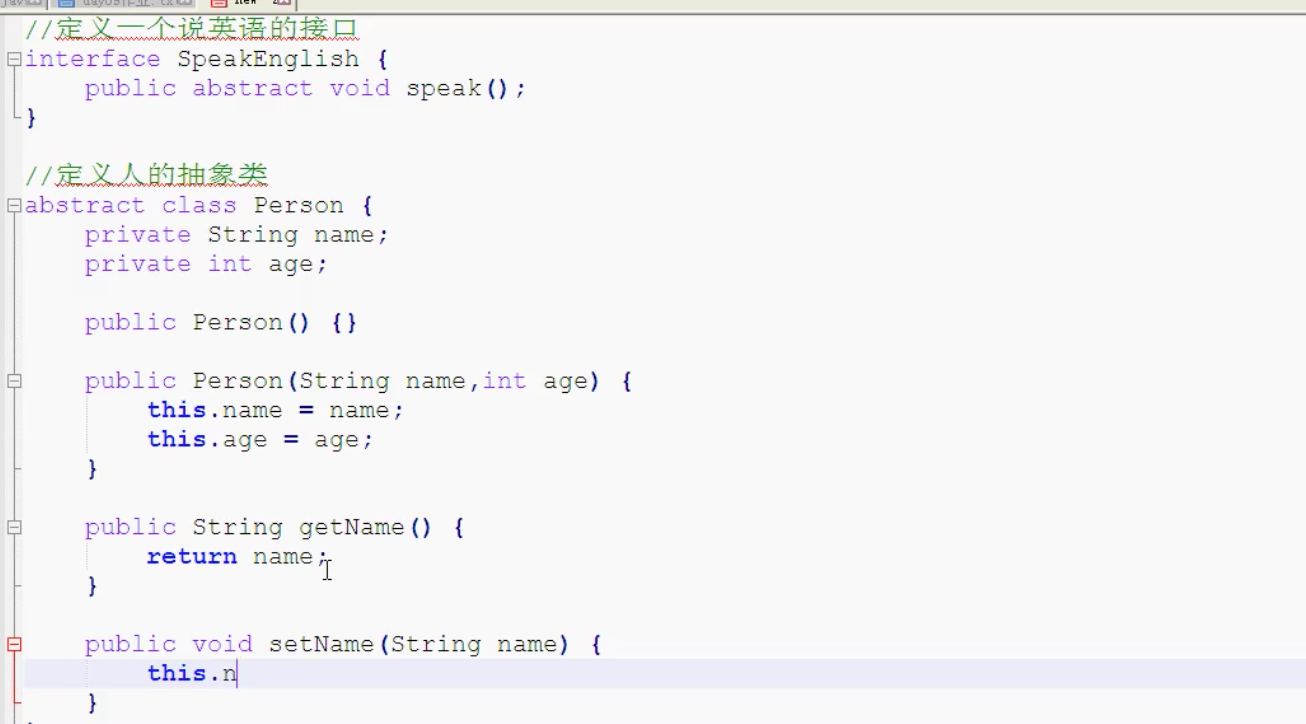 //定义一个说英语的接口
interface SpeakEnglish {
public abstract void speak();
}
//定义人的抽象类
abstract class Person {
private String name;
private int age;
public Person() {}
public Person(String name,int age) {
this.name = name;
this.age = age;
}
public String getName() {
return name;
}
public void setName(String name) {
this.n
}